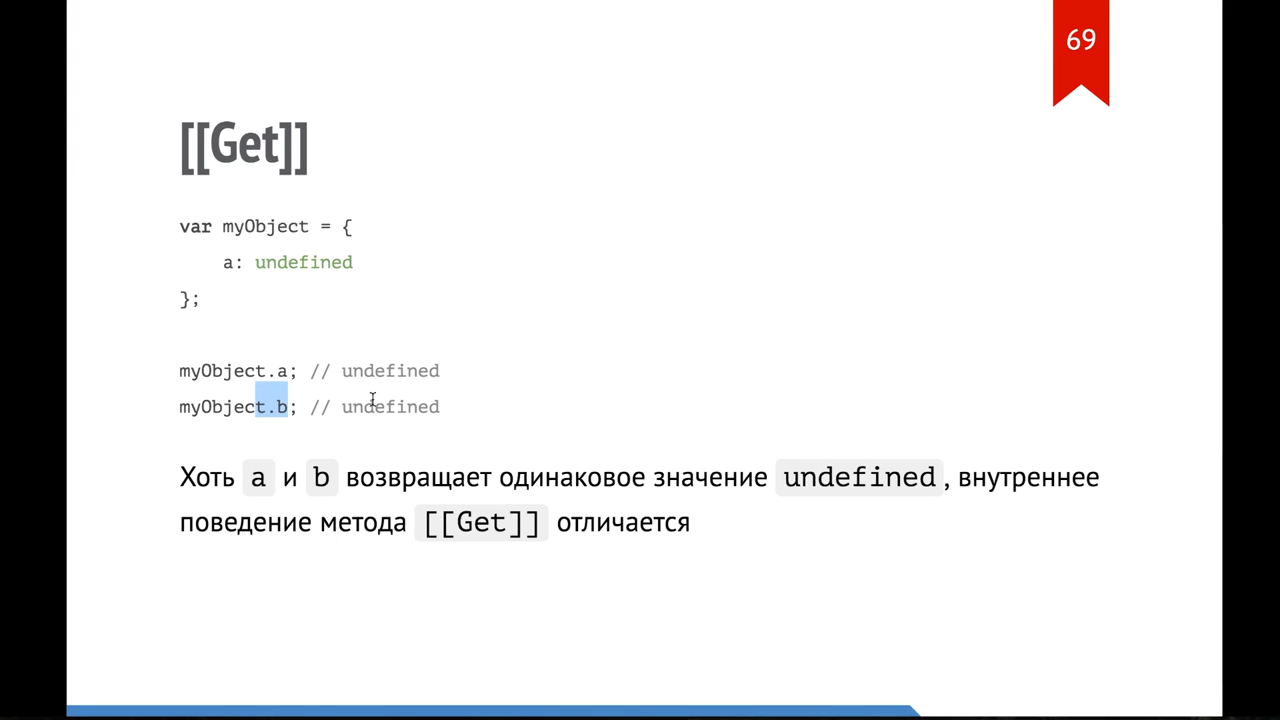 69
[[Get]]
var myObject = {
    a: undefined
};
myObject.a; // undefined
myObject.b; // undefined
Хоть a и b возвращает одинаковое значение undefined, внутреннее
поведение метода [[Get]] отличается